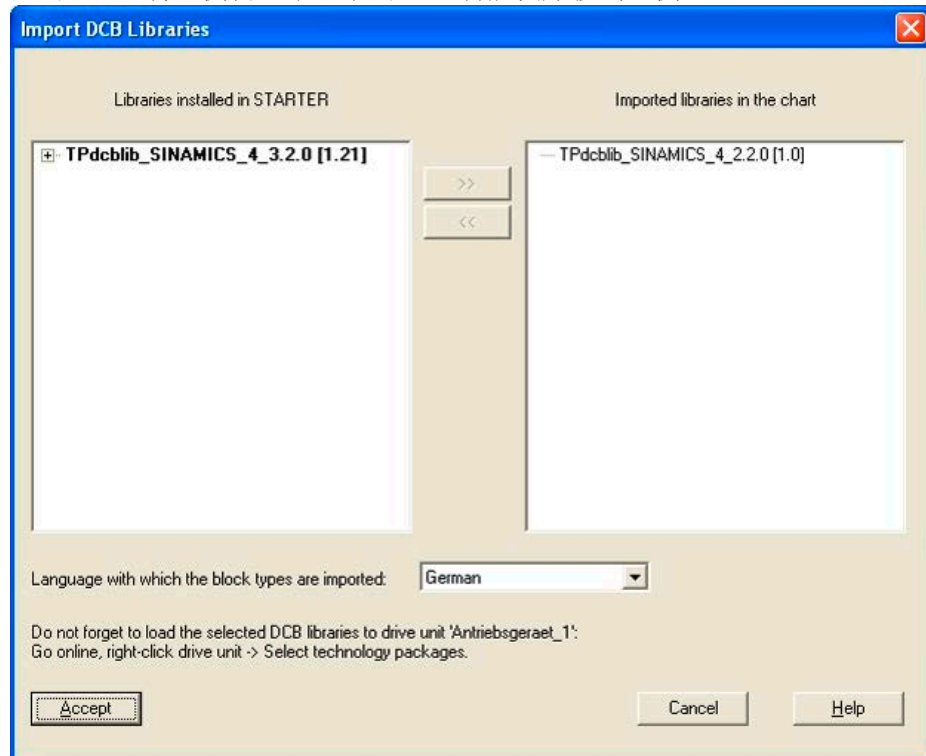 Import DCB Libraries
Libraries installed in STARTER
Imported libraries in the chart
TPdcblib_SINAMICS_4_3.2.0 [1.21]
TPdcblib_SINAMICS_4_2.2.0 [1.0]
>>
<<
Language with which the block types are imported:
German
Do not forget to load the selected DCB libraries to drive unit 'Antriebsgeraet_1':
Go online, right-click drive unit -> Select technology packages.
Accept
Cancel
Help